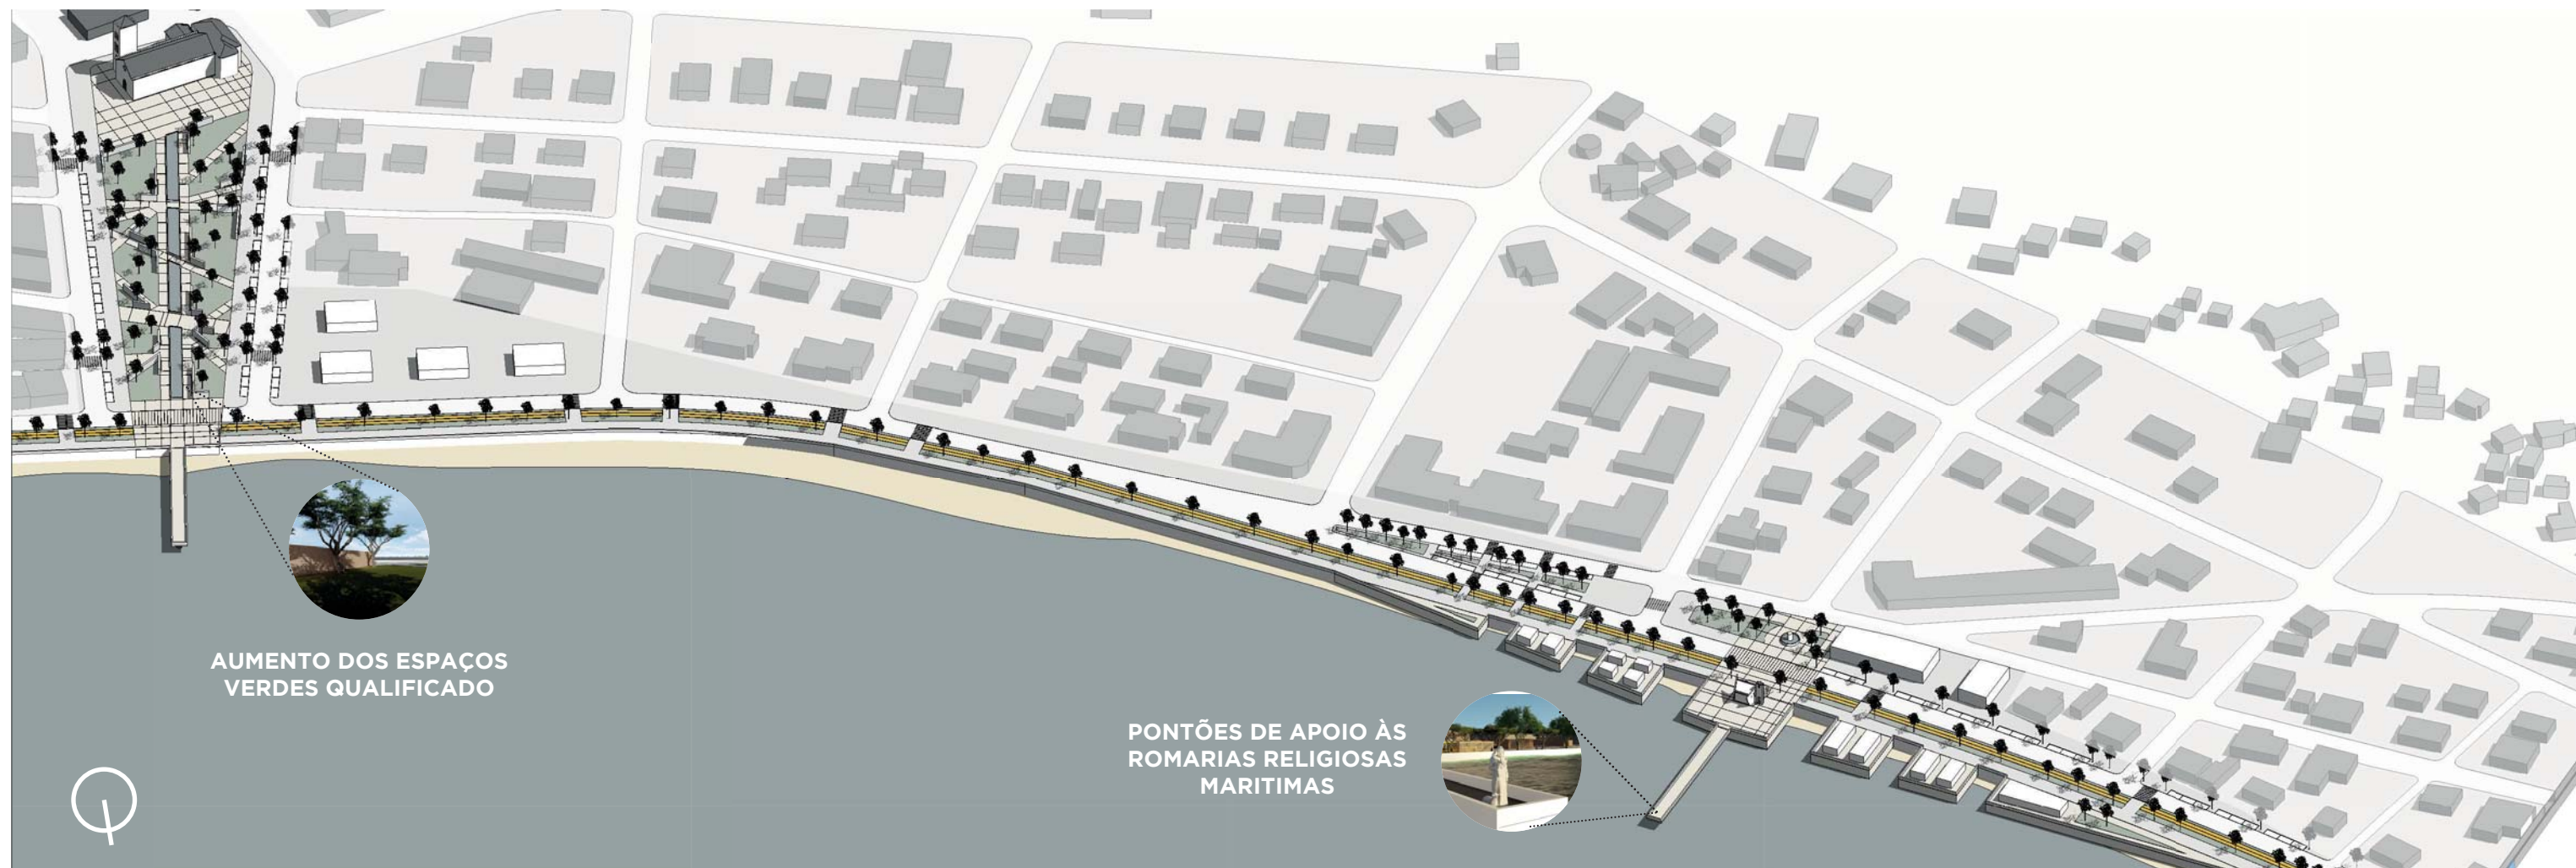 AUMENTO DOS ESPAÇOS
VERDES QUALIFICADO
PONTÕES DE APOIO ÀS
ROMARIAS RELIGIOSAS
MARITIMAS